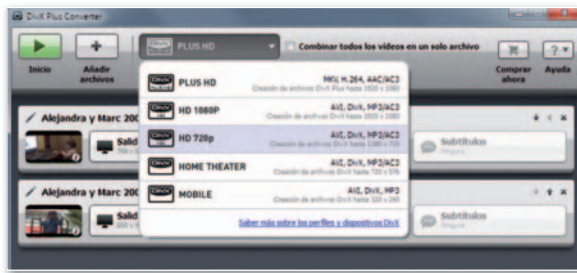 DivX Plus Converter
PLUS HD
Combinar todos los videos en un solo archivo
Inicio
Añadir archivos
Comprar ahora
Ayuda
PLUS HD
MKV, H.264, AAC/AC3
Creación de archivos DivX Plus hasta 1920 x 1080
HD 1080P
AVI, DivX, MP3/AC3
Creación de archivos DivX hasta 1920 x 1080
HD 720p
AVI, DivX, MP3/AC3
Creación de archivos DivX hasta 1280 x 720
HOME THEATER
AVI, DivX, MP3/AC3
Creación de archivos DivX hasta 720 x 576
MOBILE
AVI, DivX, MP3
Creación de archivos DivX hasta 320 x 240
Saber más sobre los perfiles y dispositivos DivX
Alejandra y Marc 200
Salid
Subtítulos
Ninguno
Alejandra y Marc 200
Salid
Subtítulos
Ninguno